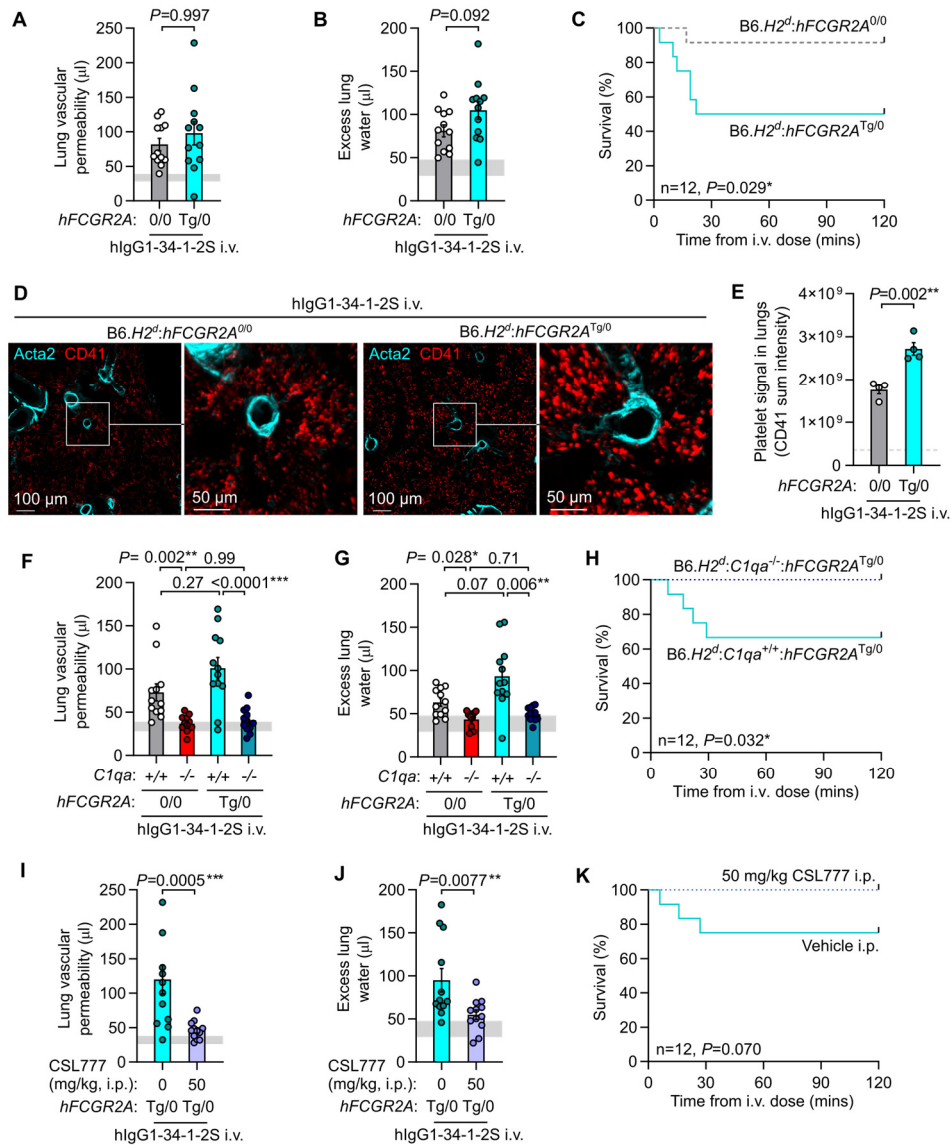 A
P=0.997
Lung vascular
permeability (µl)
250
200
150
100
50
0
hFCGR2A: 0/0 Tg/0
hIgG1-34-1-2S i.v.
B
P=0.092
Excess lung
water (µl)
200
150
100
50
0
hFCGR2A: 0/0 Tg/0
hIgG1-34-1-2S i.v.
C
B6.H2d:hFCGR2A0/0
B6.H2d:hFCGR2ATg/0
Survival (%)
100
80
60
40
20
0
n=12, P=0.029*
0 30 60 90 120
Time from i.v. dose (mins)
D
hIgG1-34-1-2S i.v.
B6.H2d:hFCGR2A0/0
B6.H2d:hFCGR2ATg/0
Acta2 CD41
100 µm
50 µm
Acta2 CD41
100 µm
50 µm
E
P=0.002**
Platelet signal in lungs
(CD41 sum intensity)
4×10⁹
3×10⁹
2×10⁹
1×10⁹
0
hFCGR2A: 0/0 Tg/0
hIgG1-34-1-2S i.v.
F
P= 0.002** 0.99
0.27 <0.0001***
Lung vascular
permeability (µl)
200
150
100
50
0
C1qa: +/+ -/- +/+ -/-
hFCGR2A: 0/0 Tg/0
hIgG1-34-1-2S i.v.
G
P= 0.028* 0.71
0.07 0.006**
Excess lung
water (µl)
200
150
100
50
0
C1qa: +/+ -/- +/+ -/-
hFCGR2A: 0/0 Tg/0
hIgG1-34-1-2S i.v.
H
B6.H2d:C1qa-/-:hFCGR2ATg/0
B6.H2d:C1qa+/+:hFCGR2ATg/0
Survival (%)
100
80
60
40
20
0
n=12, P=0.032*
0 30 60 90 120
Time from i.v. dose (mins)
I
P=0.0005***
Lung vascular
permeability (µl)
250
200
150
100
50
0
CSL777
(mg/kg, i.p.): 0 50
hFCGR2A: Tg/0 Tg/0
hIgG1-34-1-2S i.v.
J
P=0.0077**
Excess lung
water (µl)
200
150
100
50
0
CSL777
(mg/kg, i.p.): 0 50
hFCGR2A: Tg/0 Tg/0
hIgG1-34-1-2S i.v.
K
50 mg/kg CSL777 i.p.
Vehicle i.p.
Survival (%)
100
80
60
40
20
0
n=12, P=0.070
0 30 60 90 120
Time from i.v. dose (mins)